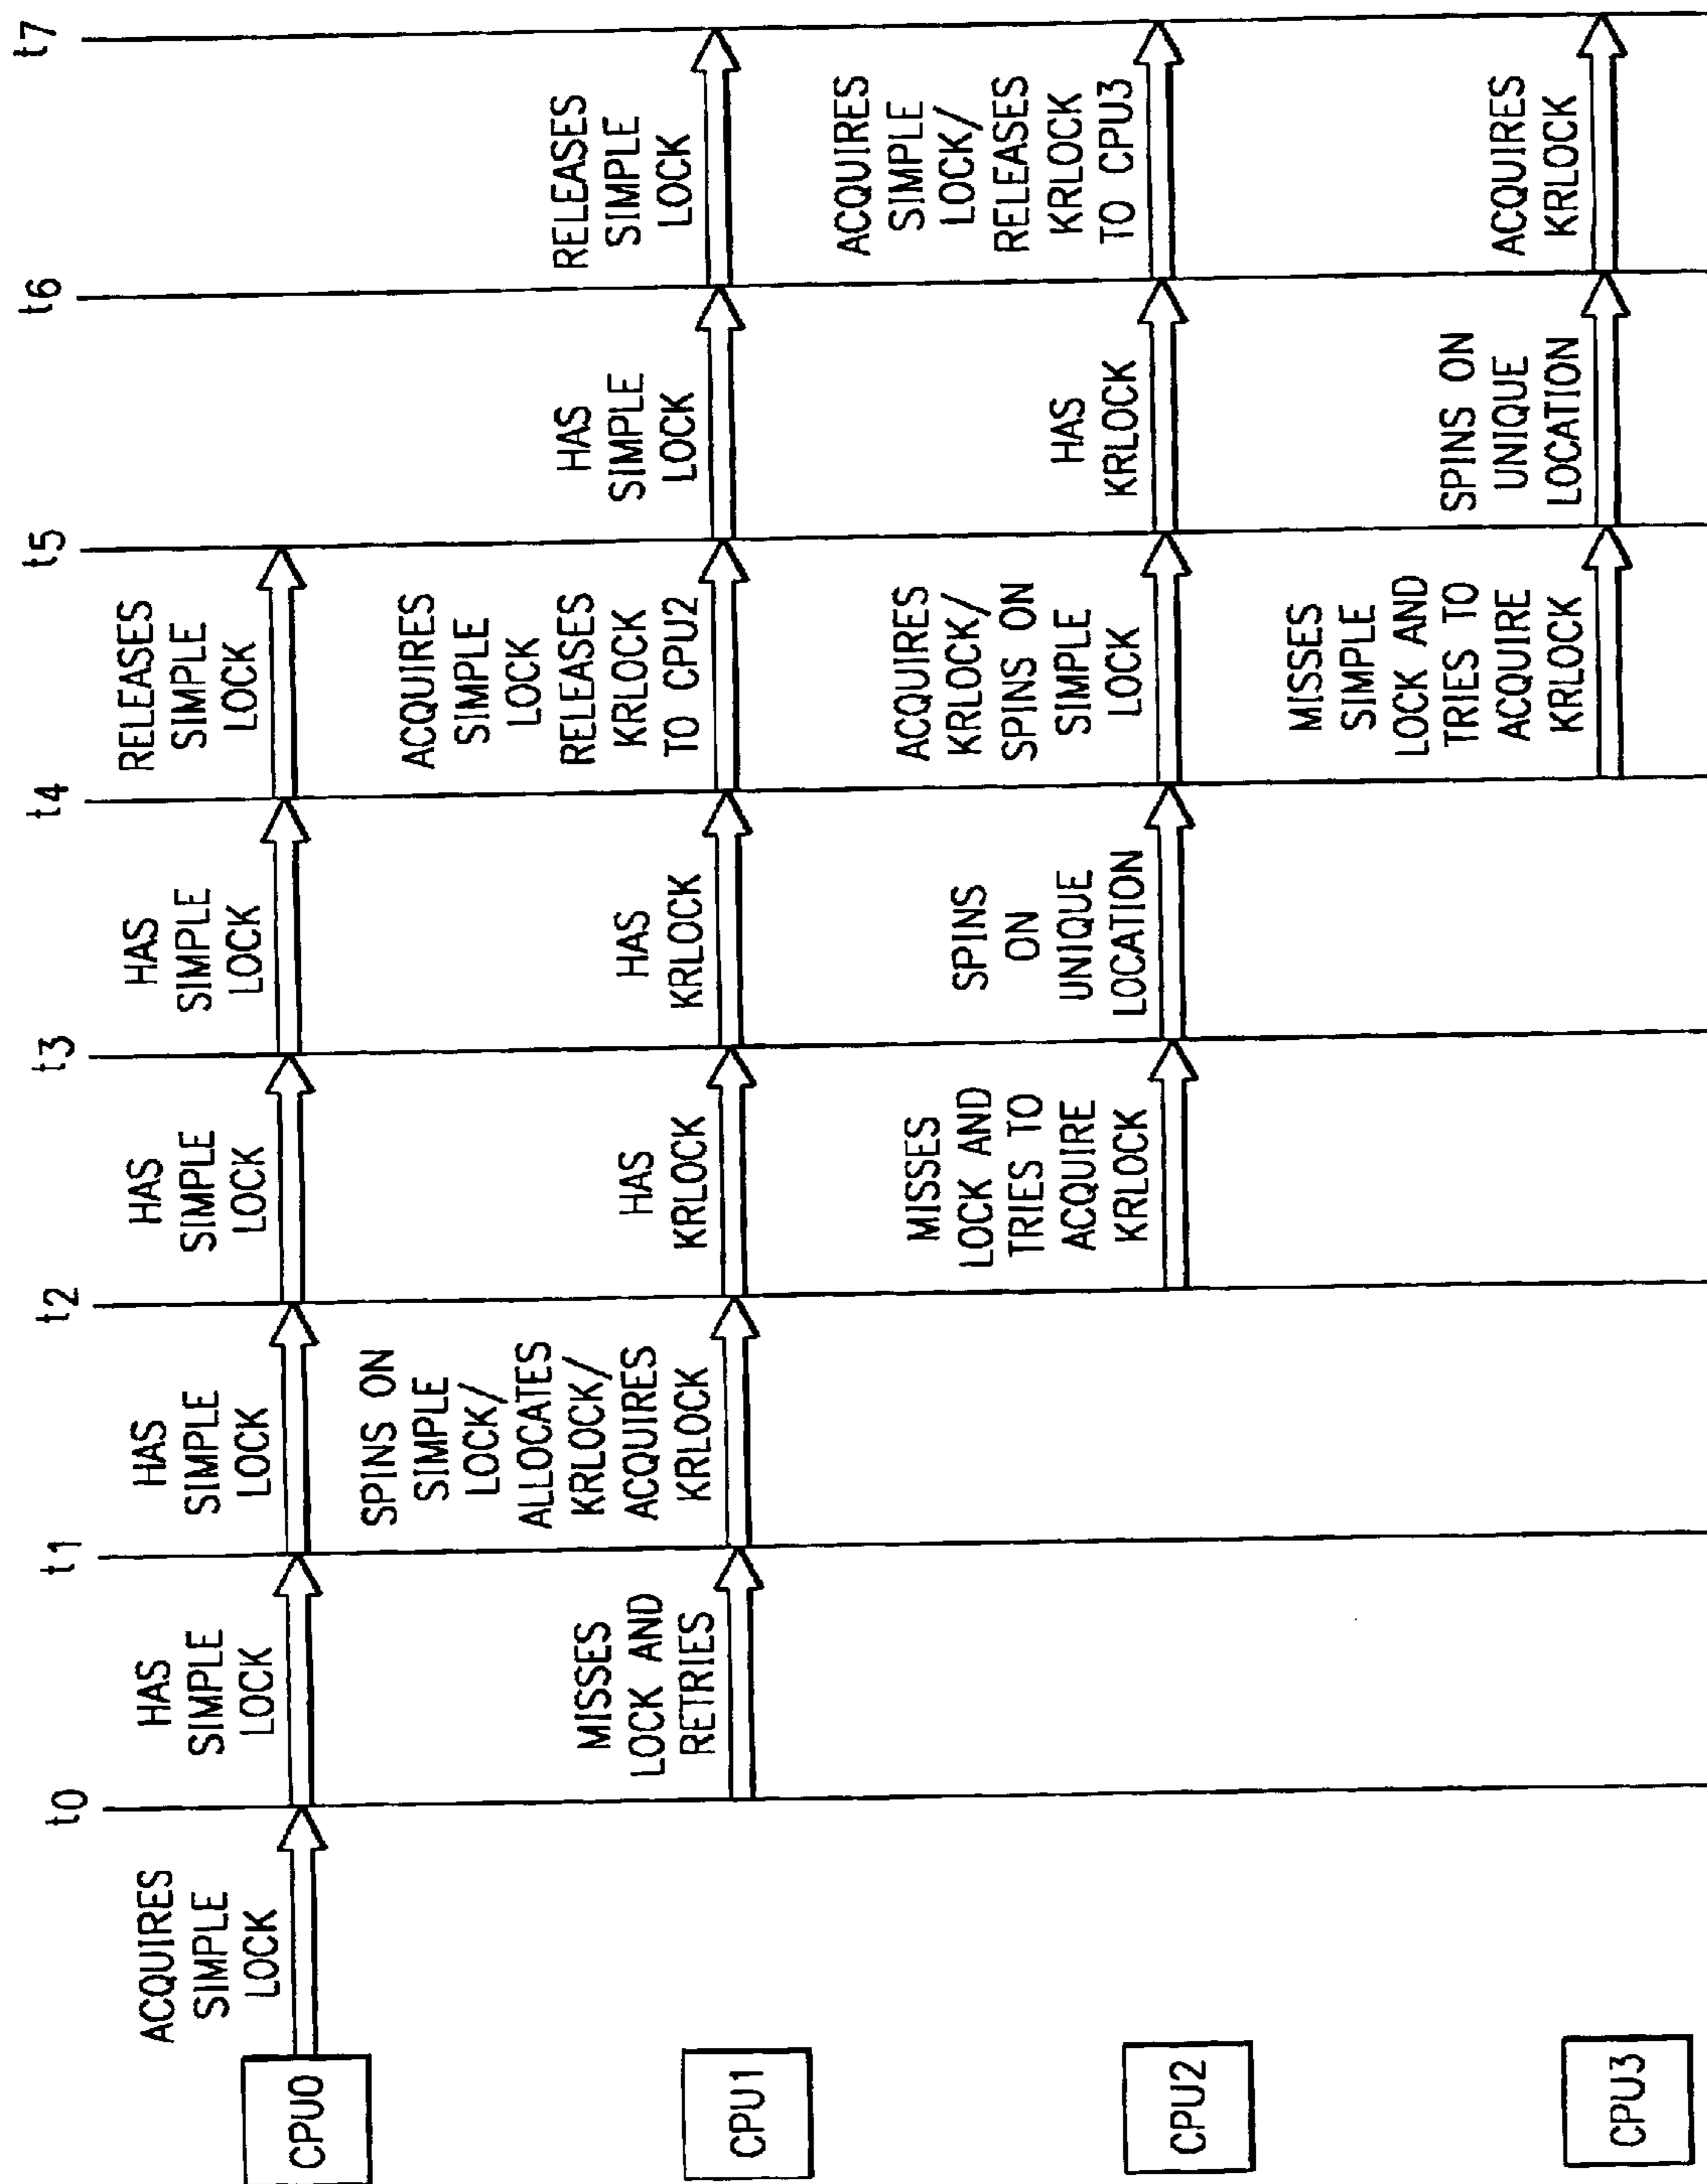 t0
t1
t2
t3
t4
t5
t6
t7
CPU0
ACQUIRES
SIMPLE
LOCK
HAS
SIMPLE
LOCK
HAS
SIMPLE
LOCK
HAS
SIMPLE
LOCK
HAS
SIMPLE
LOCK
RELEASES
SIMPLE
LOCK
CPU1
MISSES
LOCK AND
RETRIES
SPINS ON
SIMPLE
LOCK/
ALLOCATES
KRLOCK/
ACQUIRES
KRLOCK
HAS
KRLOCK
HAS
KRLOCK
ACQUIRES
SIMPLE
LOCK
RELEASES
KRLOCK
TO CPU2
HAS
SIMPLE
LOCK
RELEASES
SIMPLE
LOCK
CPU2
MISSES
LOCK AND
TRIES TO
ACQUIRE
KRLOCK
SPINS
ON
UNIQUE
LOCATION
ACQUIRES
KRLOCK/
SPINS ON
SIMPLE
LOCK
HAS
KRLOCK
ACQUIRES
SIMPLE
LOCK/
RELEASES
KRLOCK
TO CPU3
CPU3
MISSES
SIMPLE
LOCK AND
TRIES TO
ACQUIRE
KRLOCK
SPINS ON
UNIQUE
LOCATION
ACQUIRES
KRLOCK